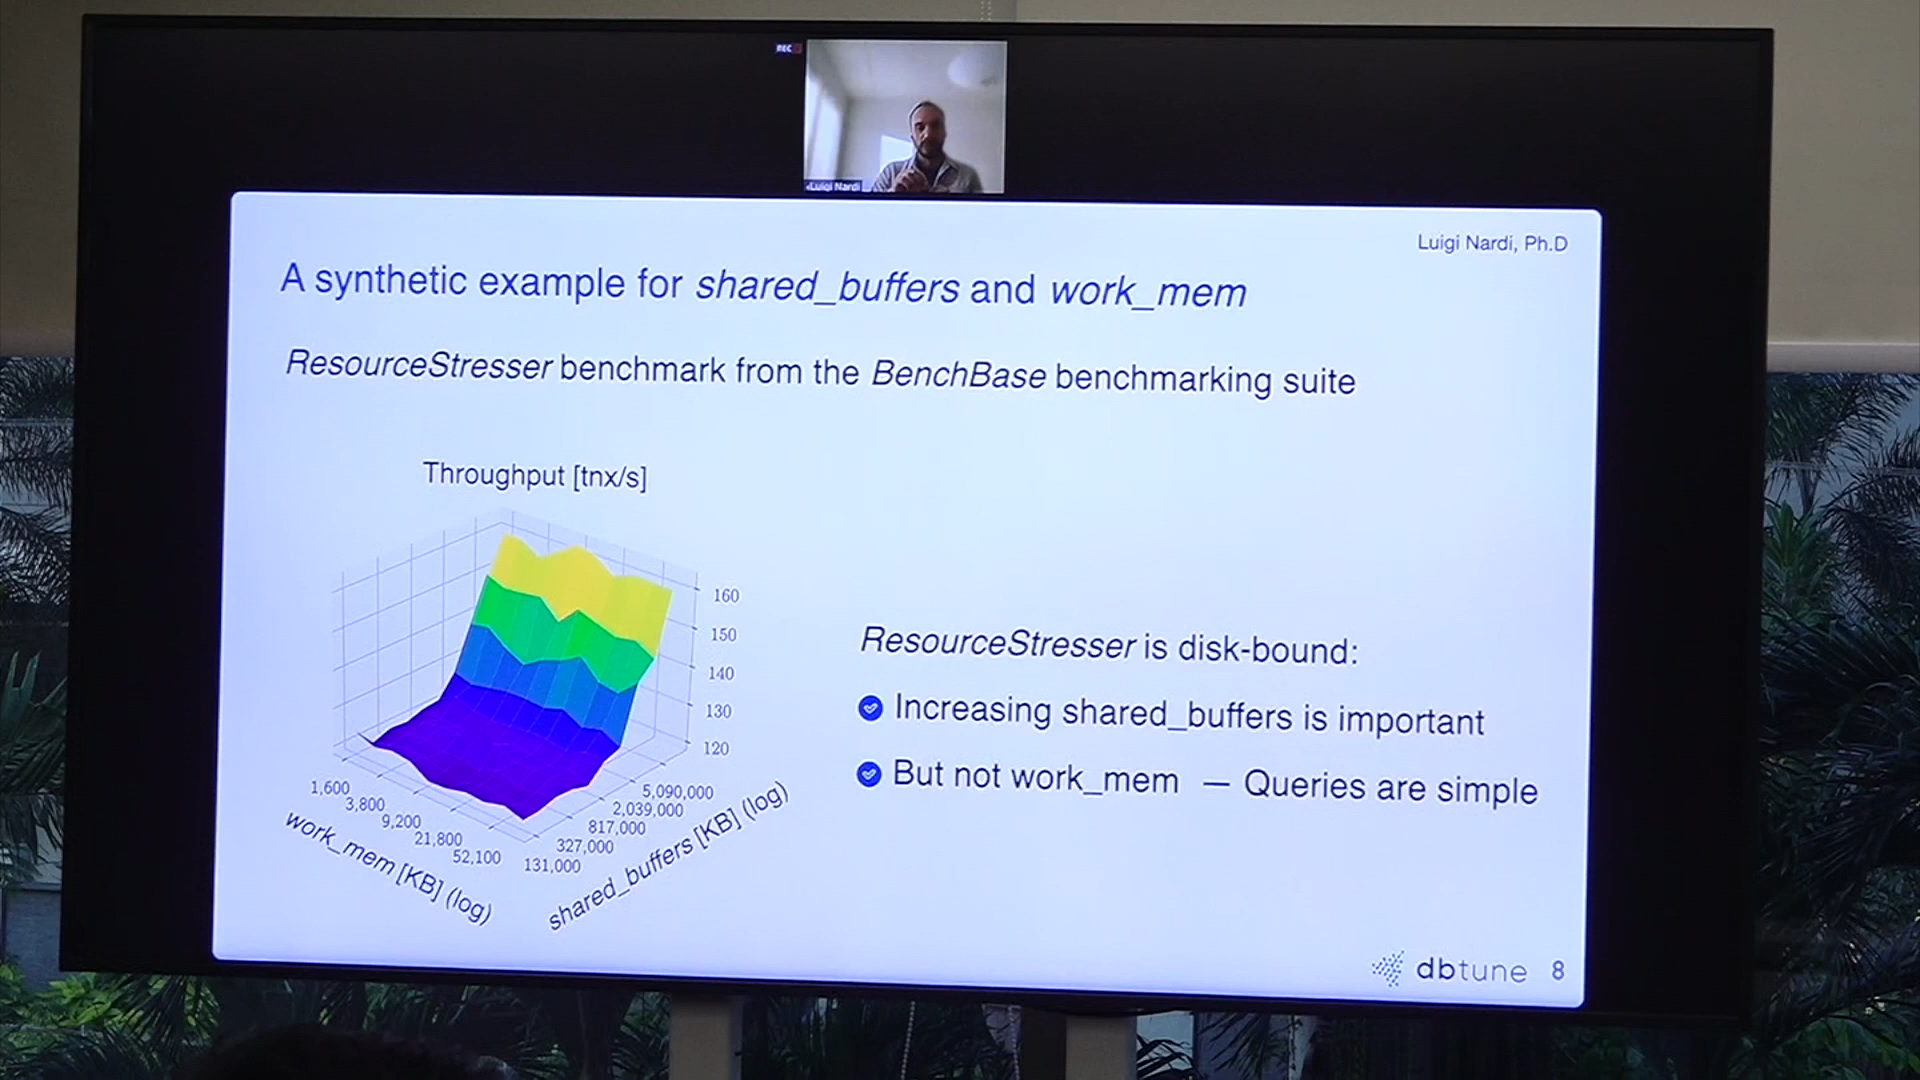 REC
Luigi Nardi
Luigi Nardi, Ph.D
A synthetic example for shared_buffers and work_mem
ResourceStresser benchmark from the BenchBase benchmarking suite
Throughput [tnx/s]
160
150
140
130
120
1,600
3,800
9,200
21,800
52,100
work_mem [KB] (log)
5,090,000
2,039,000
817,000
327,000
131,000
shared_buffers [KB] (log)
ResourceStresser is disk-bound:
Increasing shared_buffers is important
But not work_mem — Queries are simple
dbtune 8